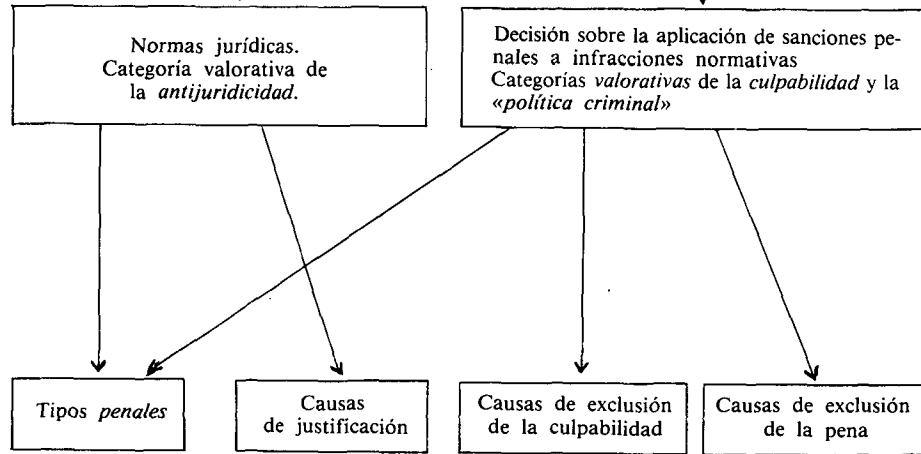 Normas jurídicas.
Categoría valorativa de
la antijuridicidad.
Decisión sobre la aplicación de sanciones pe-
nales a infracciones normativas
Categorías valorativas de la culpabilidad y la
«política criminal»
Tipos penales
Causas
de justificación
Causas de exclusión
de la culpabilidad
Causas de exclusión
de la pena